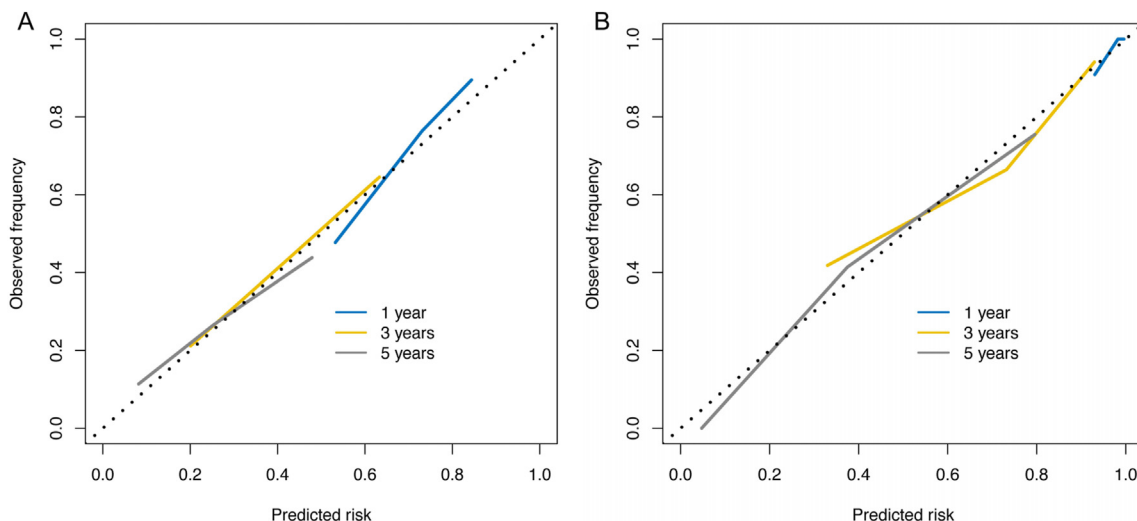 A
Observed frequency
1.0
0.8
0.6
0.4
0.2
0.0
1 year
3 years
5 years
0.0 0.2 0.4 0.6 0.8 1.0
Predicted risk
B
Observed frequency
1.0
0.8
0.6
0.4
0.2
0.0
1 year
3 years
5 years
0.0 0.2 0.4 0.6 0.8 1.0
Predicted risk